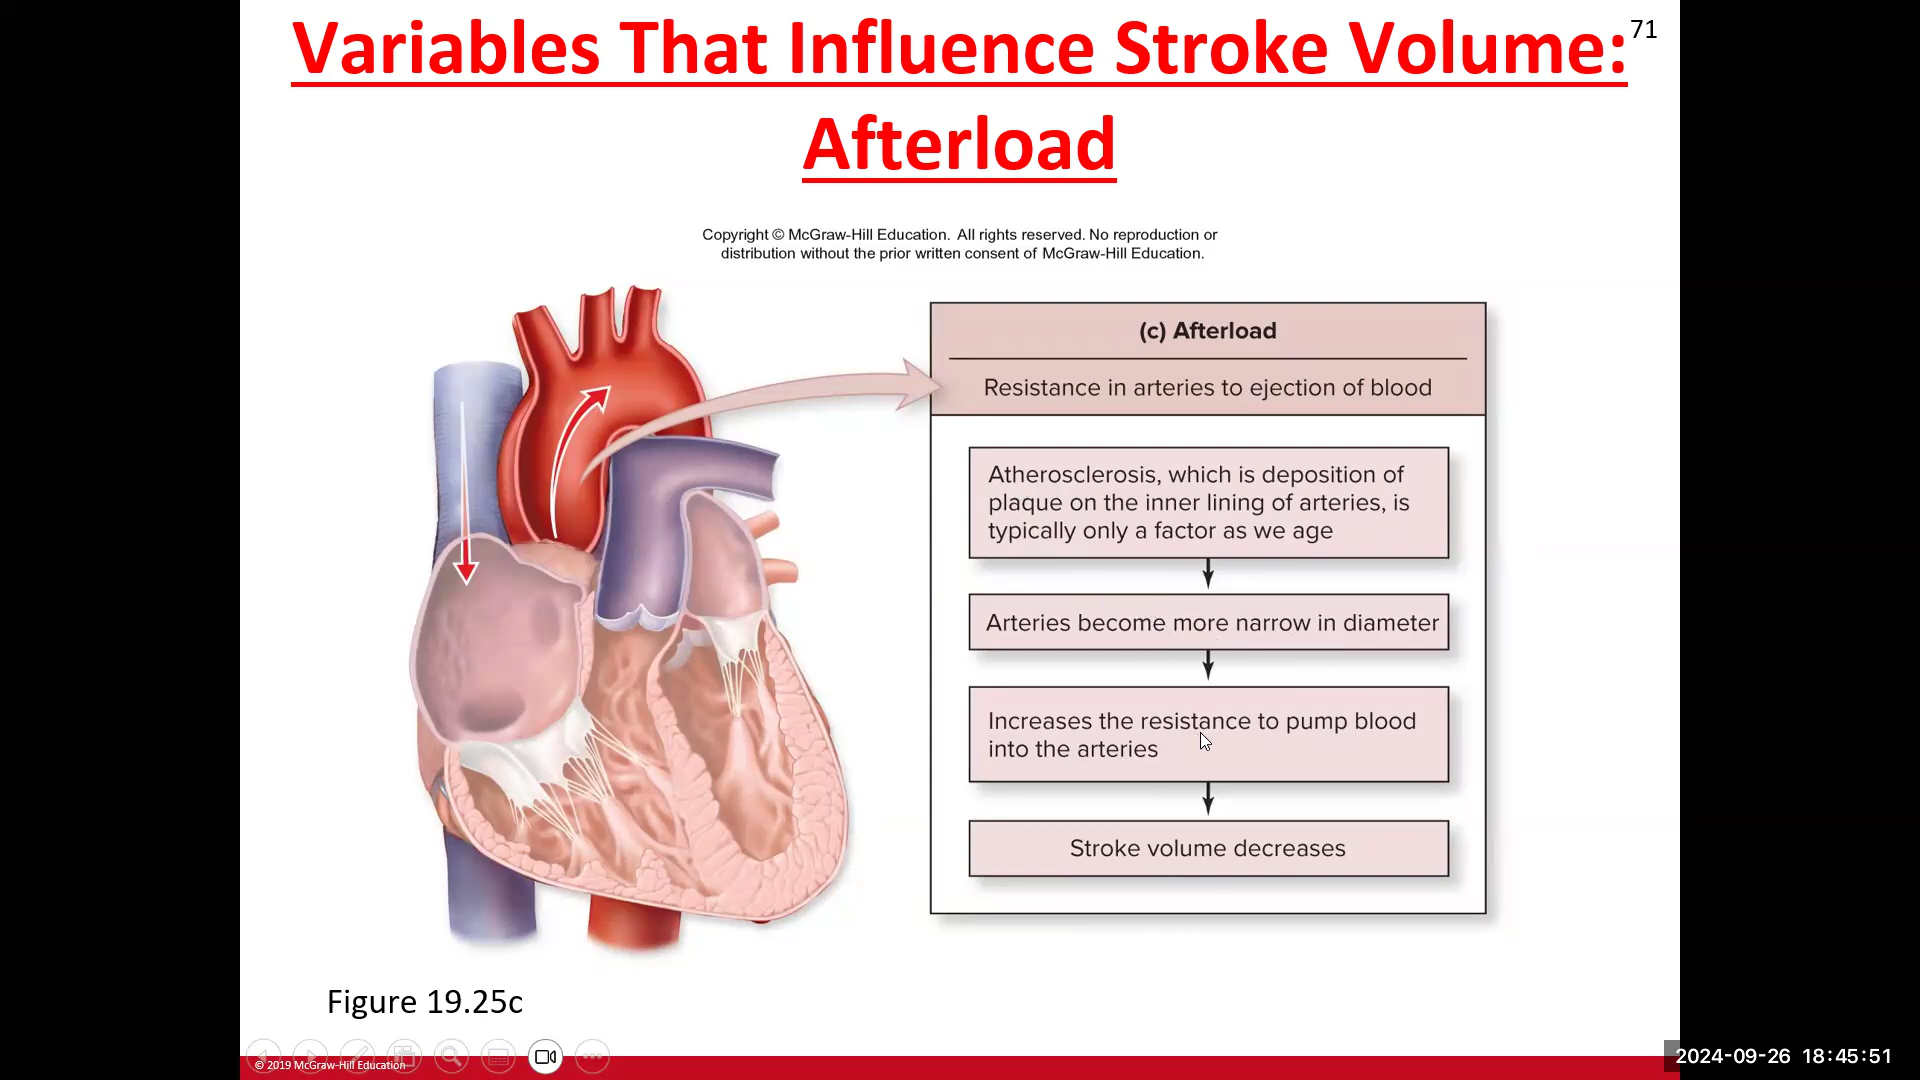 Variables That Influence Stroke Volume:
71
Afterload
Copyright © McGraw-Hill Education.  All rights reserved. No reproduction or
distribution without the prior written consent of McGraw-Hill Education.
(c) Afterload
Resistance in arteries to ejection of blood
Atherosclerosis, which is deposition of
plaque on the inner lining of arteries, is
typically only a factor as we age
Arteries become more narrow in diameter
Increases the resistance to pump blood
into the arteries
Stroke volume decreases
Figure 19.25c
© 2019 McGraw-Hill Education
2024-09-26 18:45:51